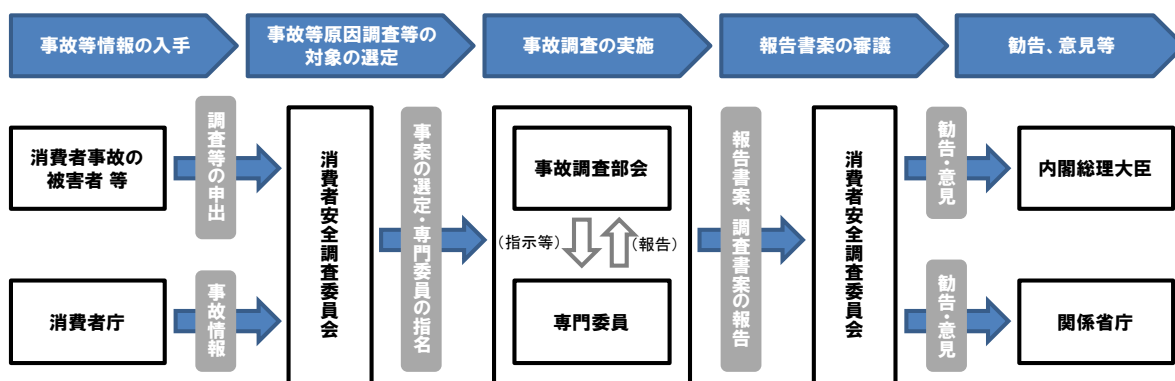 事故等情報の入手
事故等原因調査等の
対象の選定
事故調査の実施
報告書案の審議
勧告、意見等
消費者事故の
被害者 等
調査等の申出
消費者庁
事故情報
消費者安全調査委員会
事案の選定・専門委員の指名
事故調査部会
(指示等)
(報告)
専門委員
報告書案、調査書案の報告
消費者安全調査委員会
勧告・意見
内閣総理大臣
勧告・意見
関係省庁